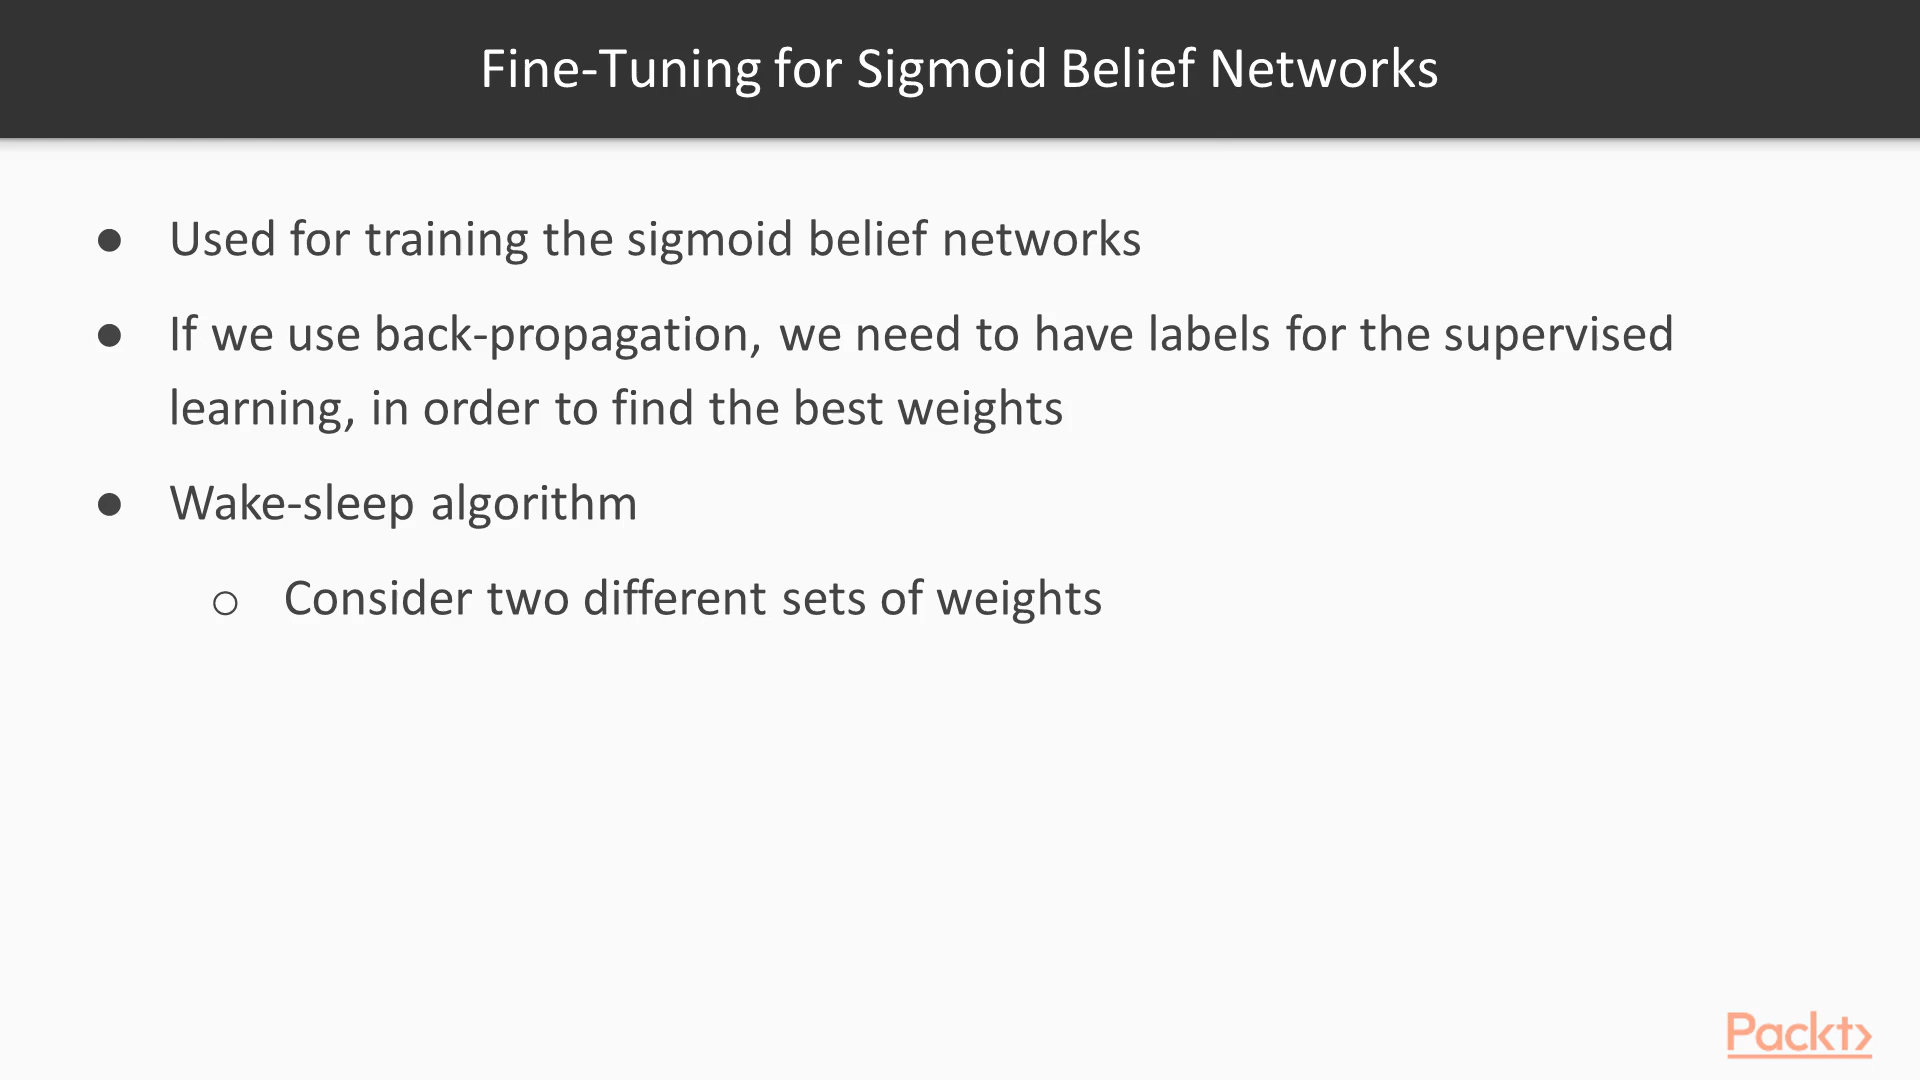 Fine-Tuning for Sigmoid Belief Networks
● Used for training the sigmoid belief networks
● If we use back-propagation, we need to have labels for the supervised
learning, in order to find the best weights
● Wake-sleep algorithm
○ Consider two different sets of weights
Packt>